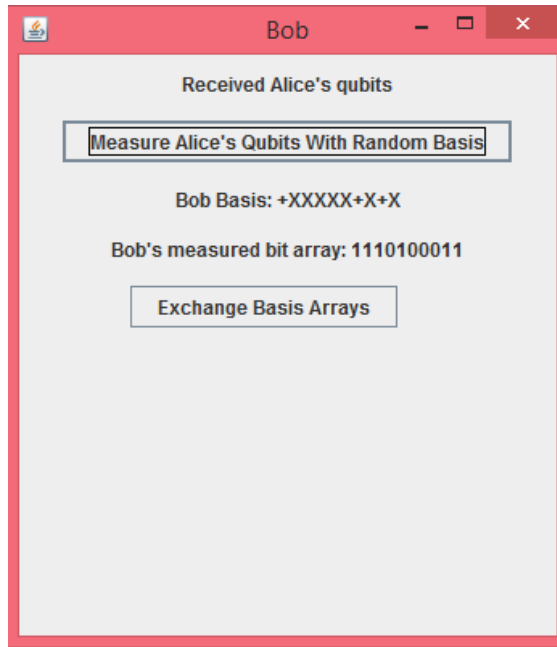 Bob
Received Alice's qubits
Measure Alice's Qubits With Random Basis
Bob Basis: +XXXXX+X+X
Bob's measured bit array: 1110100011
Exchange Basis Arrays